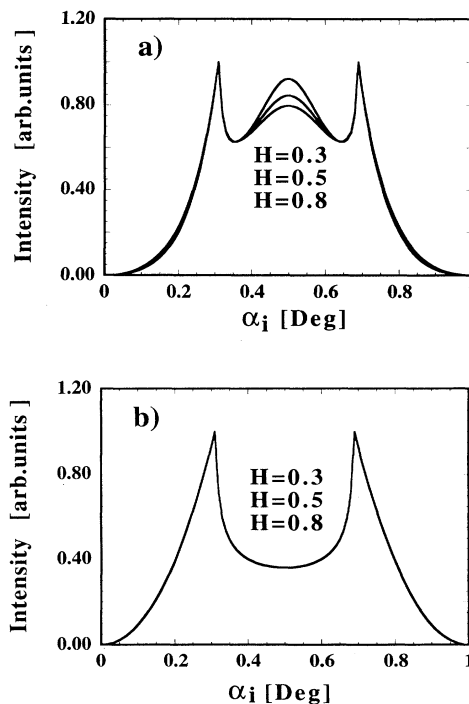 a)
1.20
0.80
0.40
0.00
Intensity [arb.units]
H=0.3
H=0.5
H=0.8
0 0.2 0.4 0.6 0.8
αi [Deg]
b)
1.20
0.80
0.40
0.00
Intensity [arb.units]
H=0.3
H=0.5
H=0.8
0 0.2 0.4 0.6 0.8 1
αi [Deg]